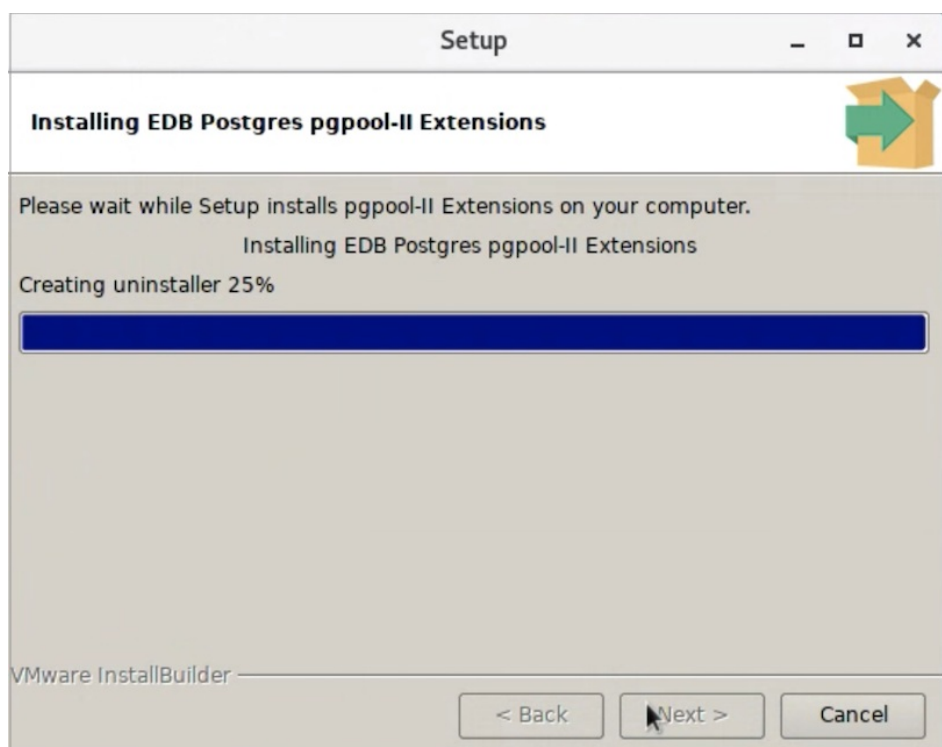 Setup
Installing EDB Postgres pgpool-II Extensions
Please wait while Setup installs pgpool-II Extensions on your computer.
Installing EDB Postgres pgpool-II Extensions
Creating uninstaller 25%
VMware InstallBuilder
< Back
Next >
Cancel